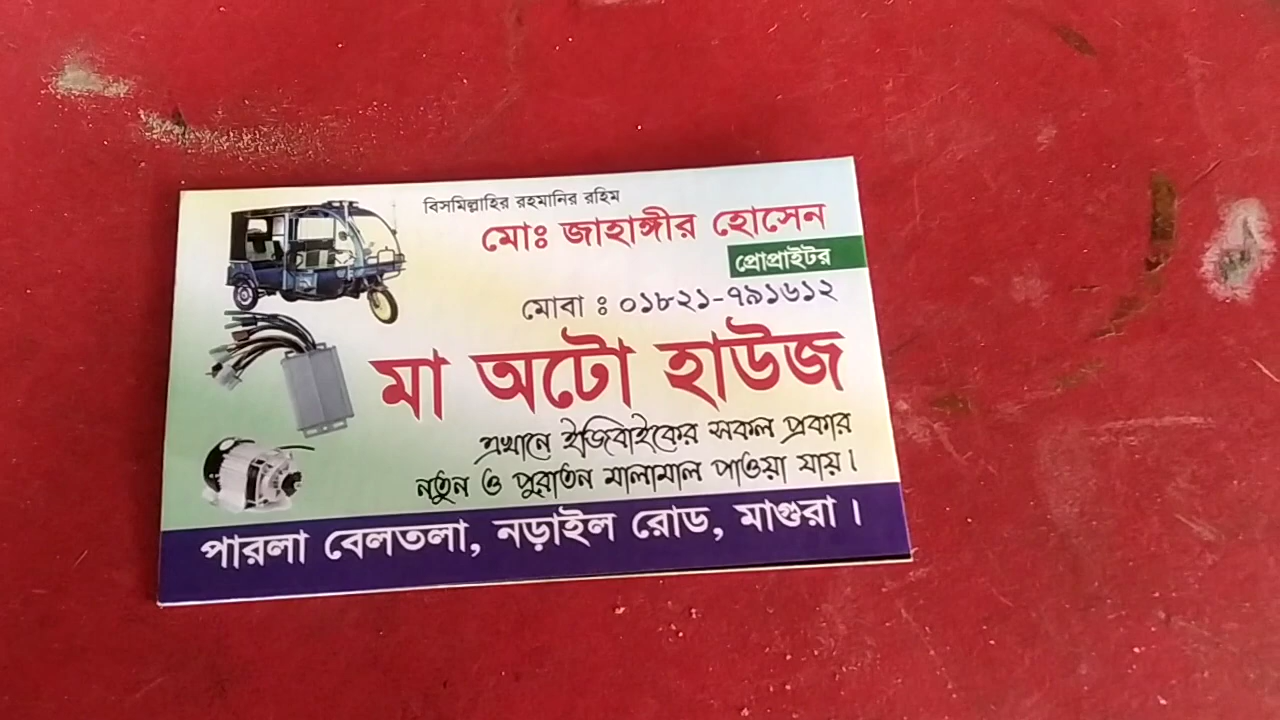 বিসমিল্লাহির রহমানির রহিম
মোঃ জাহাঙ্গীর হোসেন
প্রোপ্রাইটর
মোবা : ০১৮২১-৭৯১৬১২
মা অটো হাউজ
এখানে ইজিবাইকের সকল প্রকার
নতুন ও পুরাতন মালামাল পাওয়া যায়।
পারলা বেলতলা, নড়াইল রোড, মাগুরা।